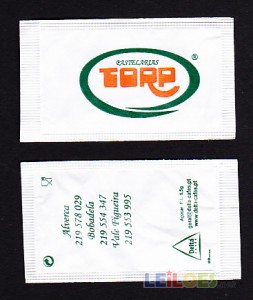 PASTELARIAS
TORP
®
Alverca
219 578 029
Bobadela
219 554 347
Vale Figueira
219 553 995
Delta
LEILOES